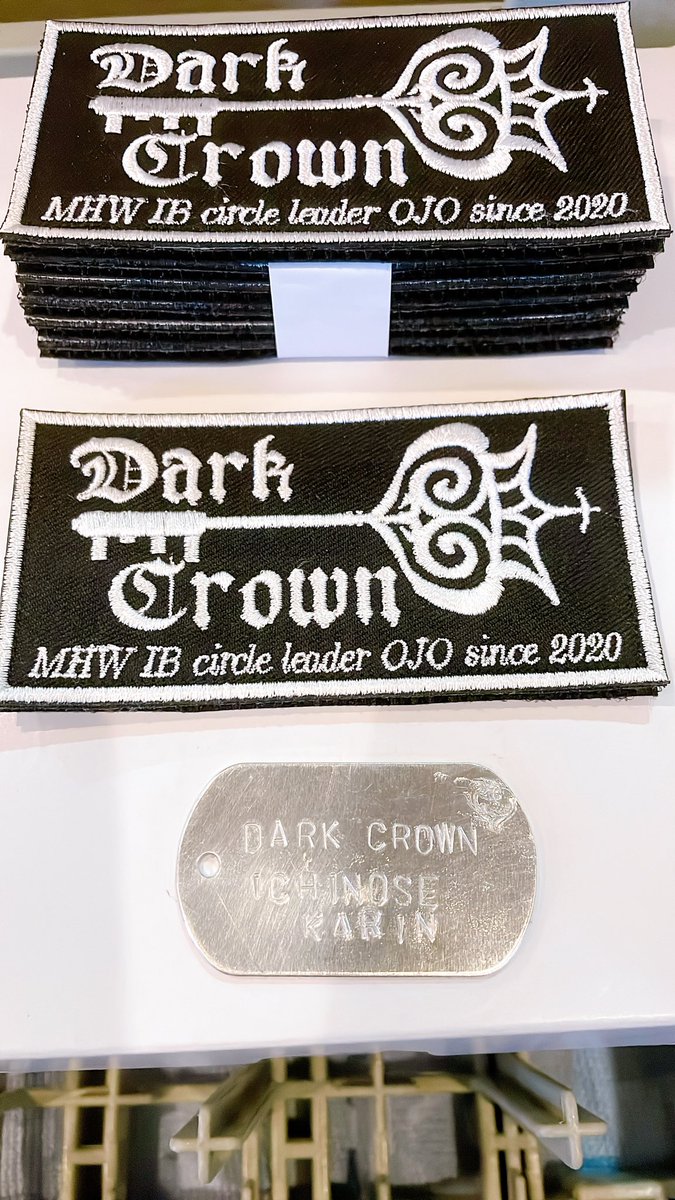 Dark
Crown
MHW IB circle leader OJO since 2020
Dark
Crown
MHW IB circle leader OJO since 2020
DARK CROWN
ICHINOSE
KARIN